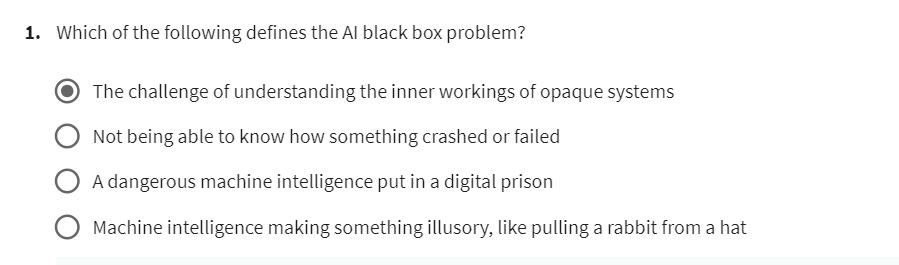 1. Which of the following defines the AI black box problem?
The challenge of understanding the inner workings of opaque systems
Not being able to know how something crashed or failed
A dangerous machine intelligence put in a digital prison
Machine intelligence making something illusory, like pulling a rabbit from a hat